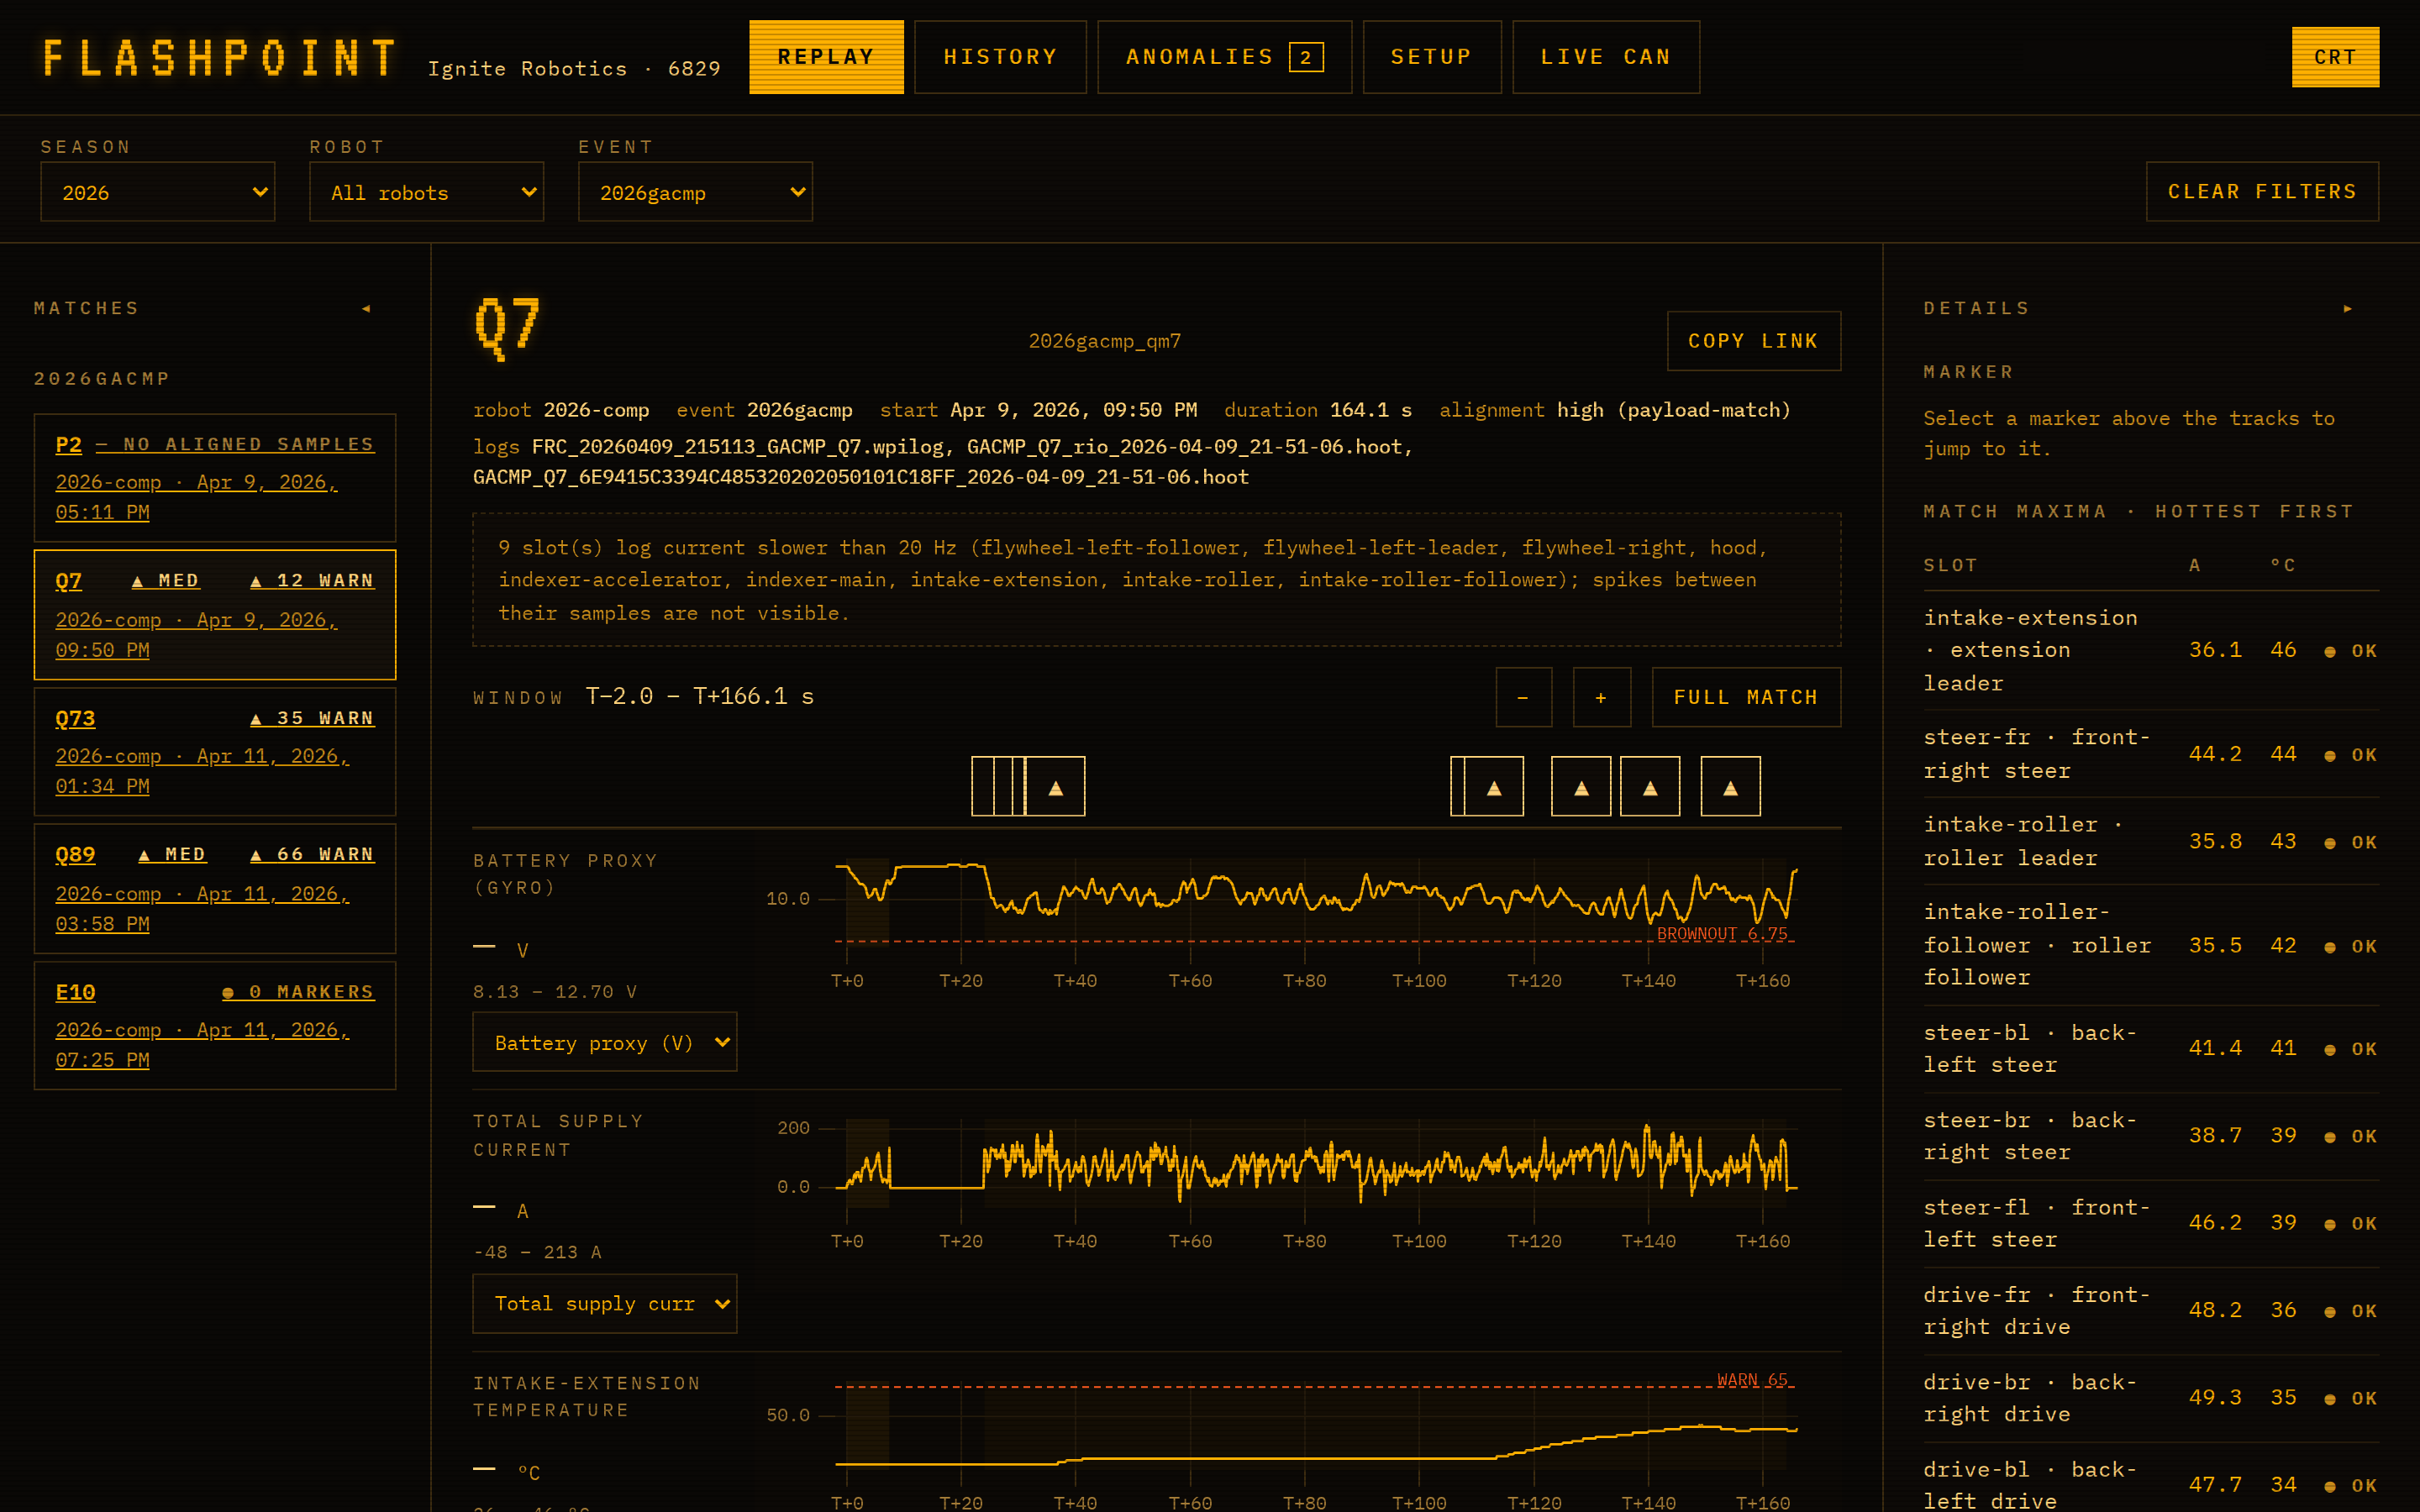 FLASHPOINT
Ignite Robotics · 6829
REPLAY
HISTORY
ANOMALIES 2
SETUP
LIVE CAN
CRT
SEASON
ROBOT
EVENT
2026
All robots
2026gacmp
CLEAR FILTERS
MATCHES ◂
2026GACMP
P2 — NO ALIGNED SAMPLES
2026-comp · Apr 9, 2026,
05:11 PM
Q7 ▲ MED ▲ 12 WARN
2026-comp · Apr 9, 2026,
09:50 PM
Q73 ▲ 35 WARN
2026-comp · Apr 11, 2026,
01:34 PM
Q89 ▲ MED ▲ 66 WARN
2026-comp · Apr 11, 2026,
03:58 PM
E10 ● 0 MARKERS
2026-comp · Apr 11, 2026,
07:25 PM
Q7
2026gacmp_qm7
COPY LINK
robot 2026-comp event 2026gacmp start Apr 9, 2026, 09:50 PM duration 164.1 s alignment high (payload-match)
logs FRC_20260409_215113_GACMP_Q7.wpilog, GACMP_Q7_rio_2026-04-09_21-51-06.hoot,
GACMP_Q7_6E9415C3394C485320202050101C18FF_2026-04-09_21-51-06.hoot
9 slot(s) log current slower than 20 Hz (flywheel-left-follower, flywheel-left-leader, flywheel-right, hood,
indexer-accelerator, indexer-main, intake-extension, intake-roller, intake-roller-follower); spikes between
their samples are not visible.
WINDOW T−2.0 – T+166.1 s
−
+
FULL MATCH
▲ ▲ ▲ ▲ ▲
BATTERY PROXY
(GYRO)
— V
8.13 – 12.70 V
Battery proxy (V)
10.0
BROWNOUT 6.75
T+0 T+20 T+40 T+60 T+80 T+100 T+120 T+140 T+160
TOTAL SUPPLY
CURRENT
— A
-48 – 213 A
Total supply curr
200
0.0
T+0 T+20 T+40 T+60 T+80 T+100 T+120 T+140 T+160
INTAKE-EXTENSION
TEMPERATURE
— °C
WARN 65
50.0
T+0 T+20 T+40 T+60 T+80 T+100 T+120 T+140 T+160
DETAILS ▸
MARKER
Select a marker above the tracks to
jump to it.
MATCH MAXIMA · HOTTEST FIRST
SLOT A °C
intake-extension
· extension 36.1 46 ● OK
leader
steer-fr · front-
right steer 44.2 44 ● OK
intake-roller ·
roller leader 35.8 43 ● OK
intake-roller-
follower · roller 35.5 42 ● OK
follower
steer-bl · back-
left steer 41.4 41 ● OK
steer-br · back-
right steer 38.7 39 ● OK
steer-fl · front-
left steer 46.2 39 ● OK
drive-fr · front-
right drive 48.2 36 ● OK
drive-br · back-
right drive 49.3 35 ● OK
drive-bl · back-
left drive 47.7 34 ● OK